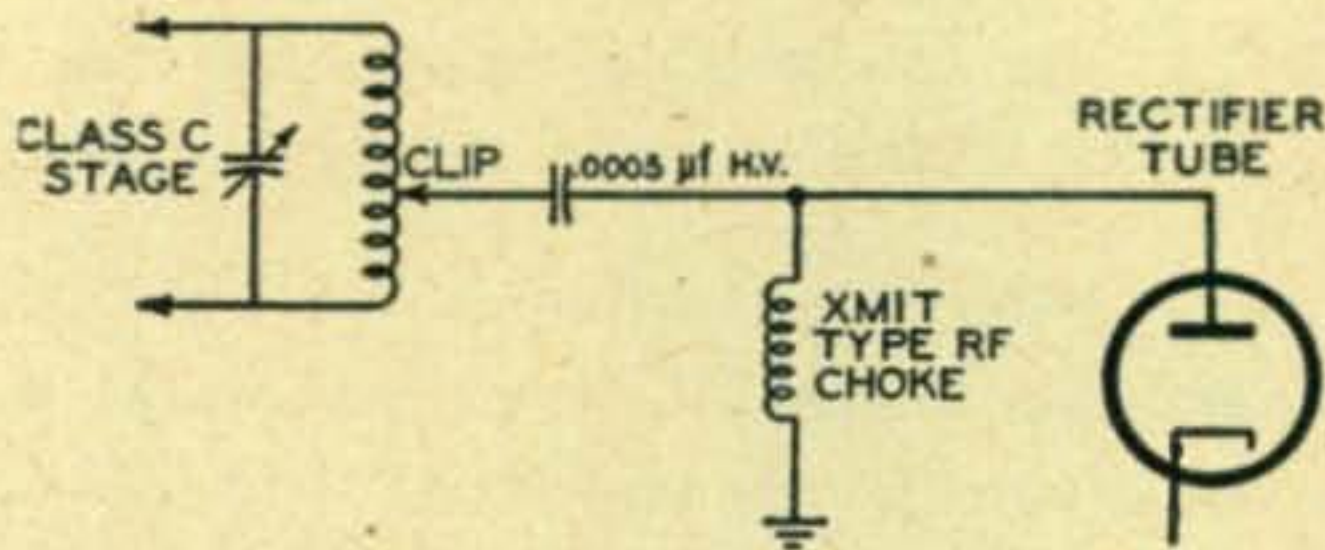 CLASS C
STAGE
CLIP
.0005 µf H.V.
RECTIFIER
TUBE
XMIT
TYPE RF
CHOKE